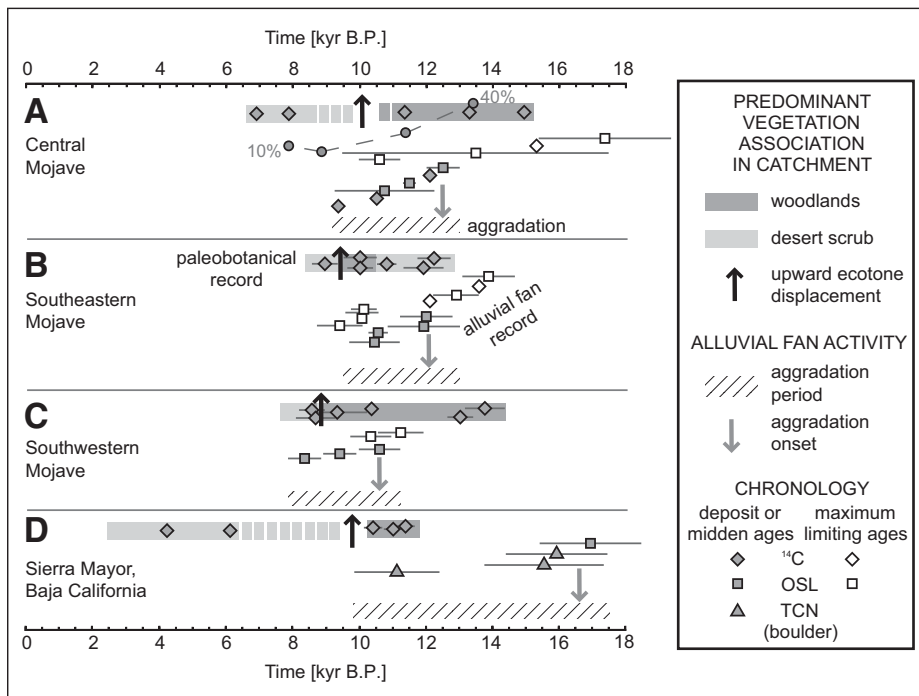 Time [kyr B.P.]
0 2 4 6 8 10 12 14 16 18
A
Central
Mojave
40%
10%
aggradation
B
paleobotanical
record
Southeastern
Mojave
alluvial fan
record
C
Southwestern
Mojave
D
Sierra Mayor,
Baja California
0 2 4 6 8 10 12 14 16 18
Time [kyr B.P.]
PREDOMINANT
VEGETATION
ASSOCIATION
IN CATCHMENT
woodlands
desert scrub
upward ecotone
displacement
ALLUVIAL FAN ACTIVITY
aggradation
period
aggradation
onset
CHRONOLOGY
deposit or maximum
midden ages limiting ages
14C
OSL
TCN
(boulder)